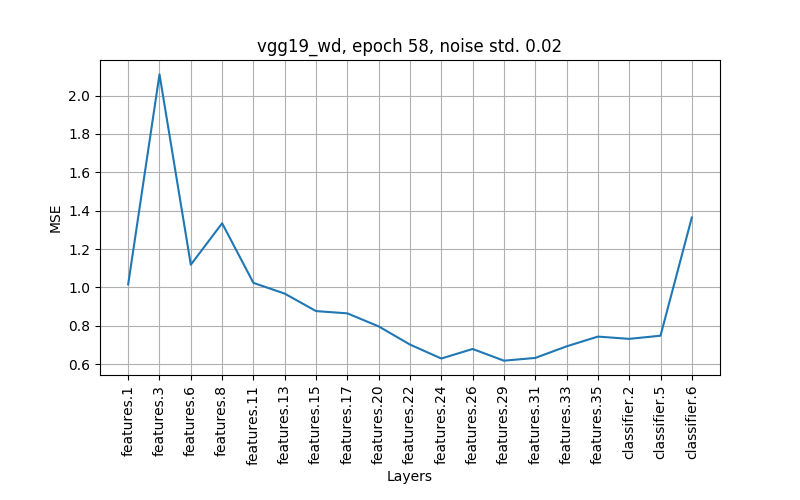 vgg19_wd, epoch 58, noise std. 0.02
MSE
2.0
1.8
1.6
1.4
1.2
1.0
0.8
0.6
features.1
features.3
features.6
features.8
features.11
features.13
features.15
features.17
features.20
features.22
features.24
features.26
features.29
features.31
features.33
features.35
classifier.2
classifier.5
classifier.6
Layers